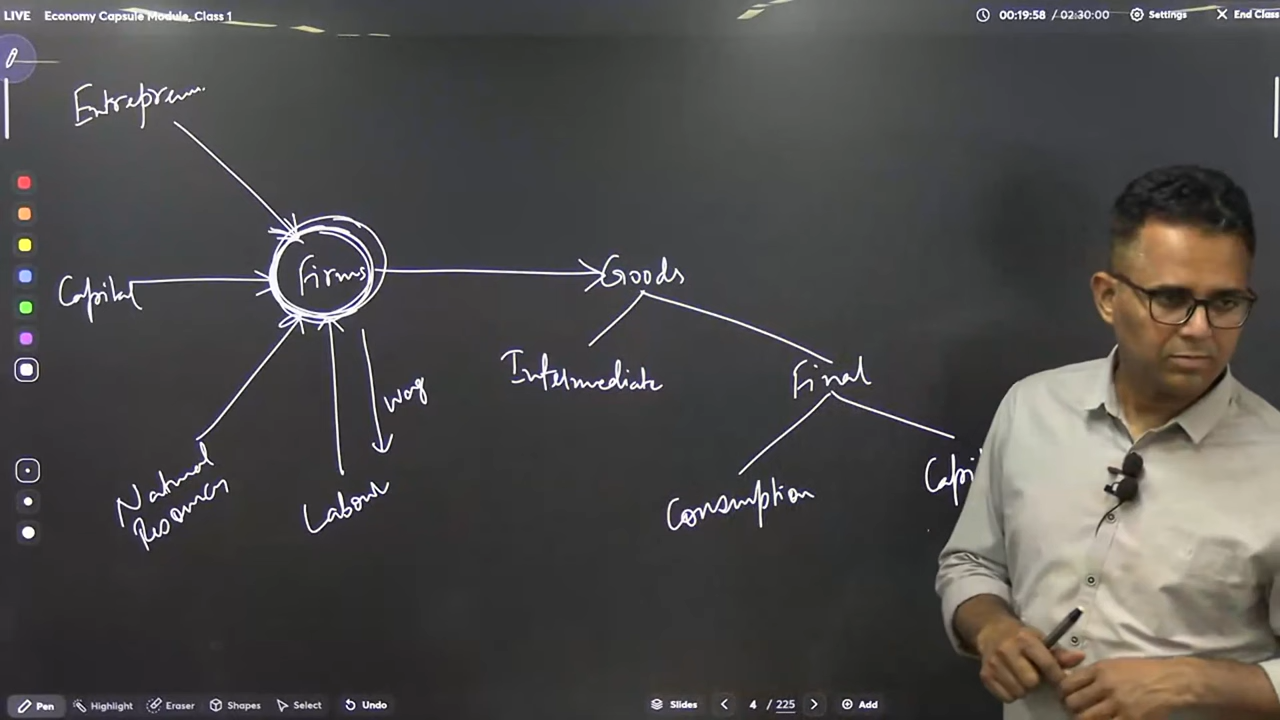 LIVE Economy Capsule Module, Class 1
00:19:58 / 02:30:00 Settings End Class
Capital
Firms
Goods
Intermediate
Final
Wag
Natural
Resources
Labour
Consumption
Capi
Pen Highlight Eraser Shapes Select Undo Slides 4 / 225 Add